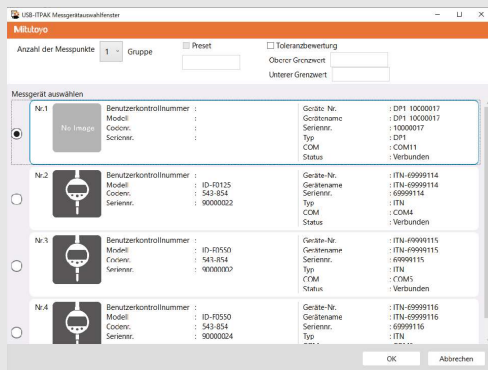 USB-ITPAK Messgerätauswahlfenster
Mitutoyo
Anzahl der Messpunkte 1 Gruppe
Preset
Toleranzbewertung
Oberer Grenzwert
Unterer Grenzwert
Messgerät auswählen
Nr.1
No Image
Benutzerkontrollnummer :
Modell :
Codenr. :
Seriennr. :
Geräte Nr. : DP1 10000017
Gerätename : DP1 10000017
Seriennr. : 10000017
Typ : DP1
COM : COM11
Status : Verbunden
Nr.2
Benutzerkontrollnummer :
Modell : ID-F0125
Codenr. : 543-854
Seriennr. : 90000022
Geräte-Nr. : ITN-69999114
Gerätename : ITN-69999114
Seriennr. : 69999114
Typ : ITN
COM : COM4
Status : Verbunden
Nr.3
Benutzerkontrollnummer :
Modell : ID-F0550
Codenr. : 543-854
Seriennr. : 90000002
Geräte-Nr. : ITN-69999115
Gerätename : ITN-69999115
Seriennr. : 69999115
Typ : ITN
COM : COM5
Status : Verbunden
Nr.4
Benutzerkontrollnummer :
Modell : ID-F0550
Codenr. : 543-854
Seriennr. : 90000024
Geräte-Nr. : ITN-69999116
Gerätename : ITN-69999116
Seriennr. : 69999116
Typ : ITN
OK Abbrechen